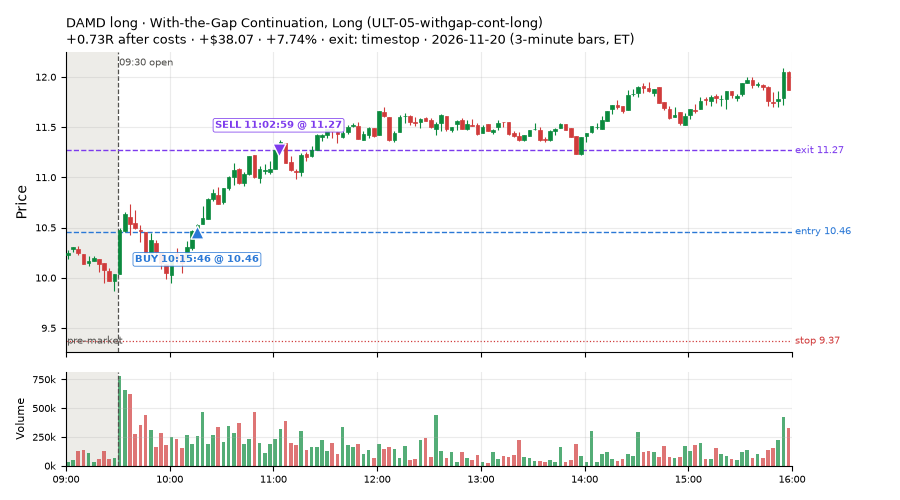 DAMD long · With-the-Gap Continuation, Long (ULT-05-withgap-cont-long)
+0.73R after costs · +$38.07 · +7.74% · exit: timestop · 2026-11-20 (3-minute bars, ET)
09:30 open
12.0
SELL 11:02:59 @ 11.27
11.5
exit 11.27
11.0
Price
10.5
entry 10.46
BUY 10:15:46 @ 10.46
10.0
9.5
pre-market
stop 9.37
750k
500k
Volume
250k
0k
09:00 10:00 11:00 12:00 13:00 14:00 15:00 16:00